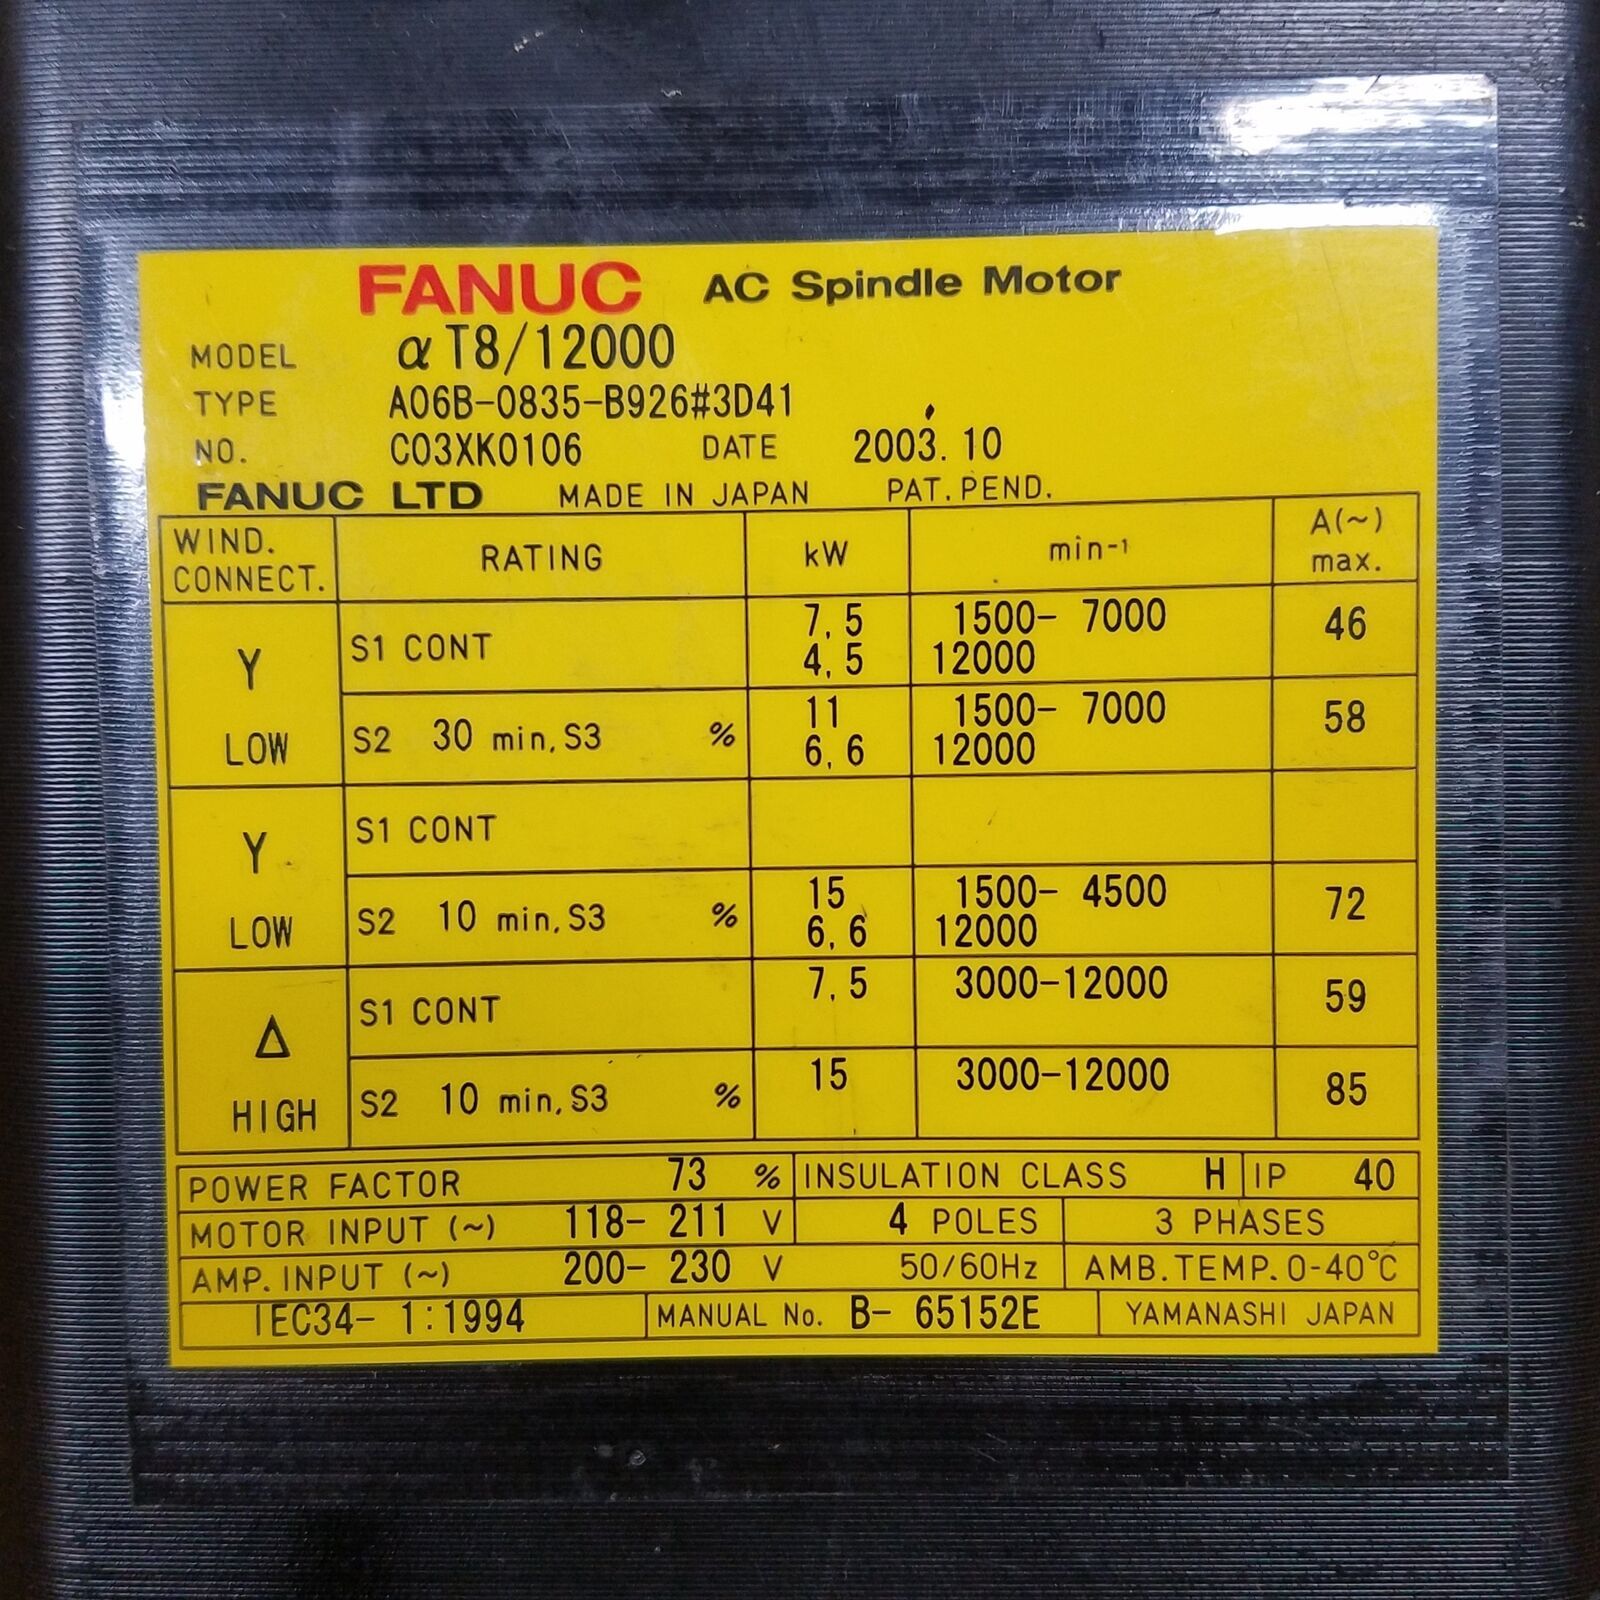 FANUC AC Spindle Motor
MODEL α T8/12000
TYPE A06B-0835-B926#3D41
NO. C03XK0106 DATE 2003.10
FANUC LTD MADE IN JAPAN PAT.PEND.
WIND. CONNECT. RATING kW min-1 A(~) max.
Y LOW S1 CONT 7,5 1500- 7000 46
4,5 12000
S2 30 min,S3 % 11 1500- 7000 58
6,6 12000
Y LOW S1 CONT
S2 10 min,S3 % 15 1500- 4500 72
6,6 12000
Δ HIGH S1 CONT 7,5 3000-12000 59
S2 10 min,S3 % 15 3000-12000 85
POWER FACTOR 73 % INSULATION CLASS H IP 40
MOTOR INPUT (~) 118- 211 V 4 POLES 3 PHASES
AMP.INPUT (~) 200- 230 V 50/60Hz AMB.TEMP.0-40°C
IEC34- 1:1994 MANUAL No. B- 65152E YAMANASHI JAPAN